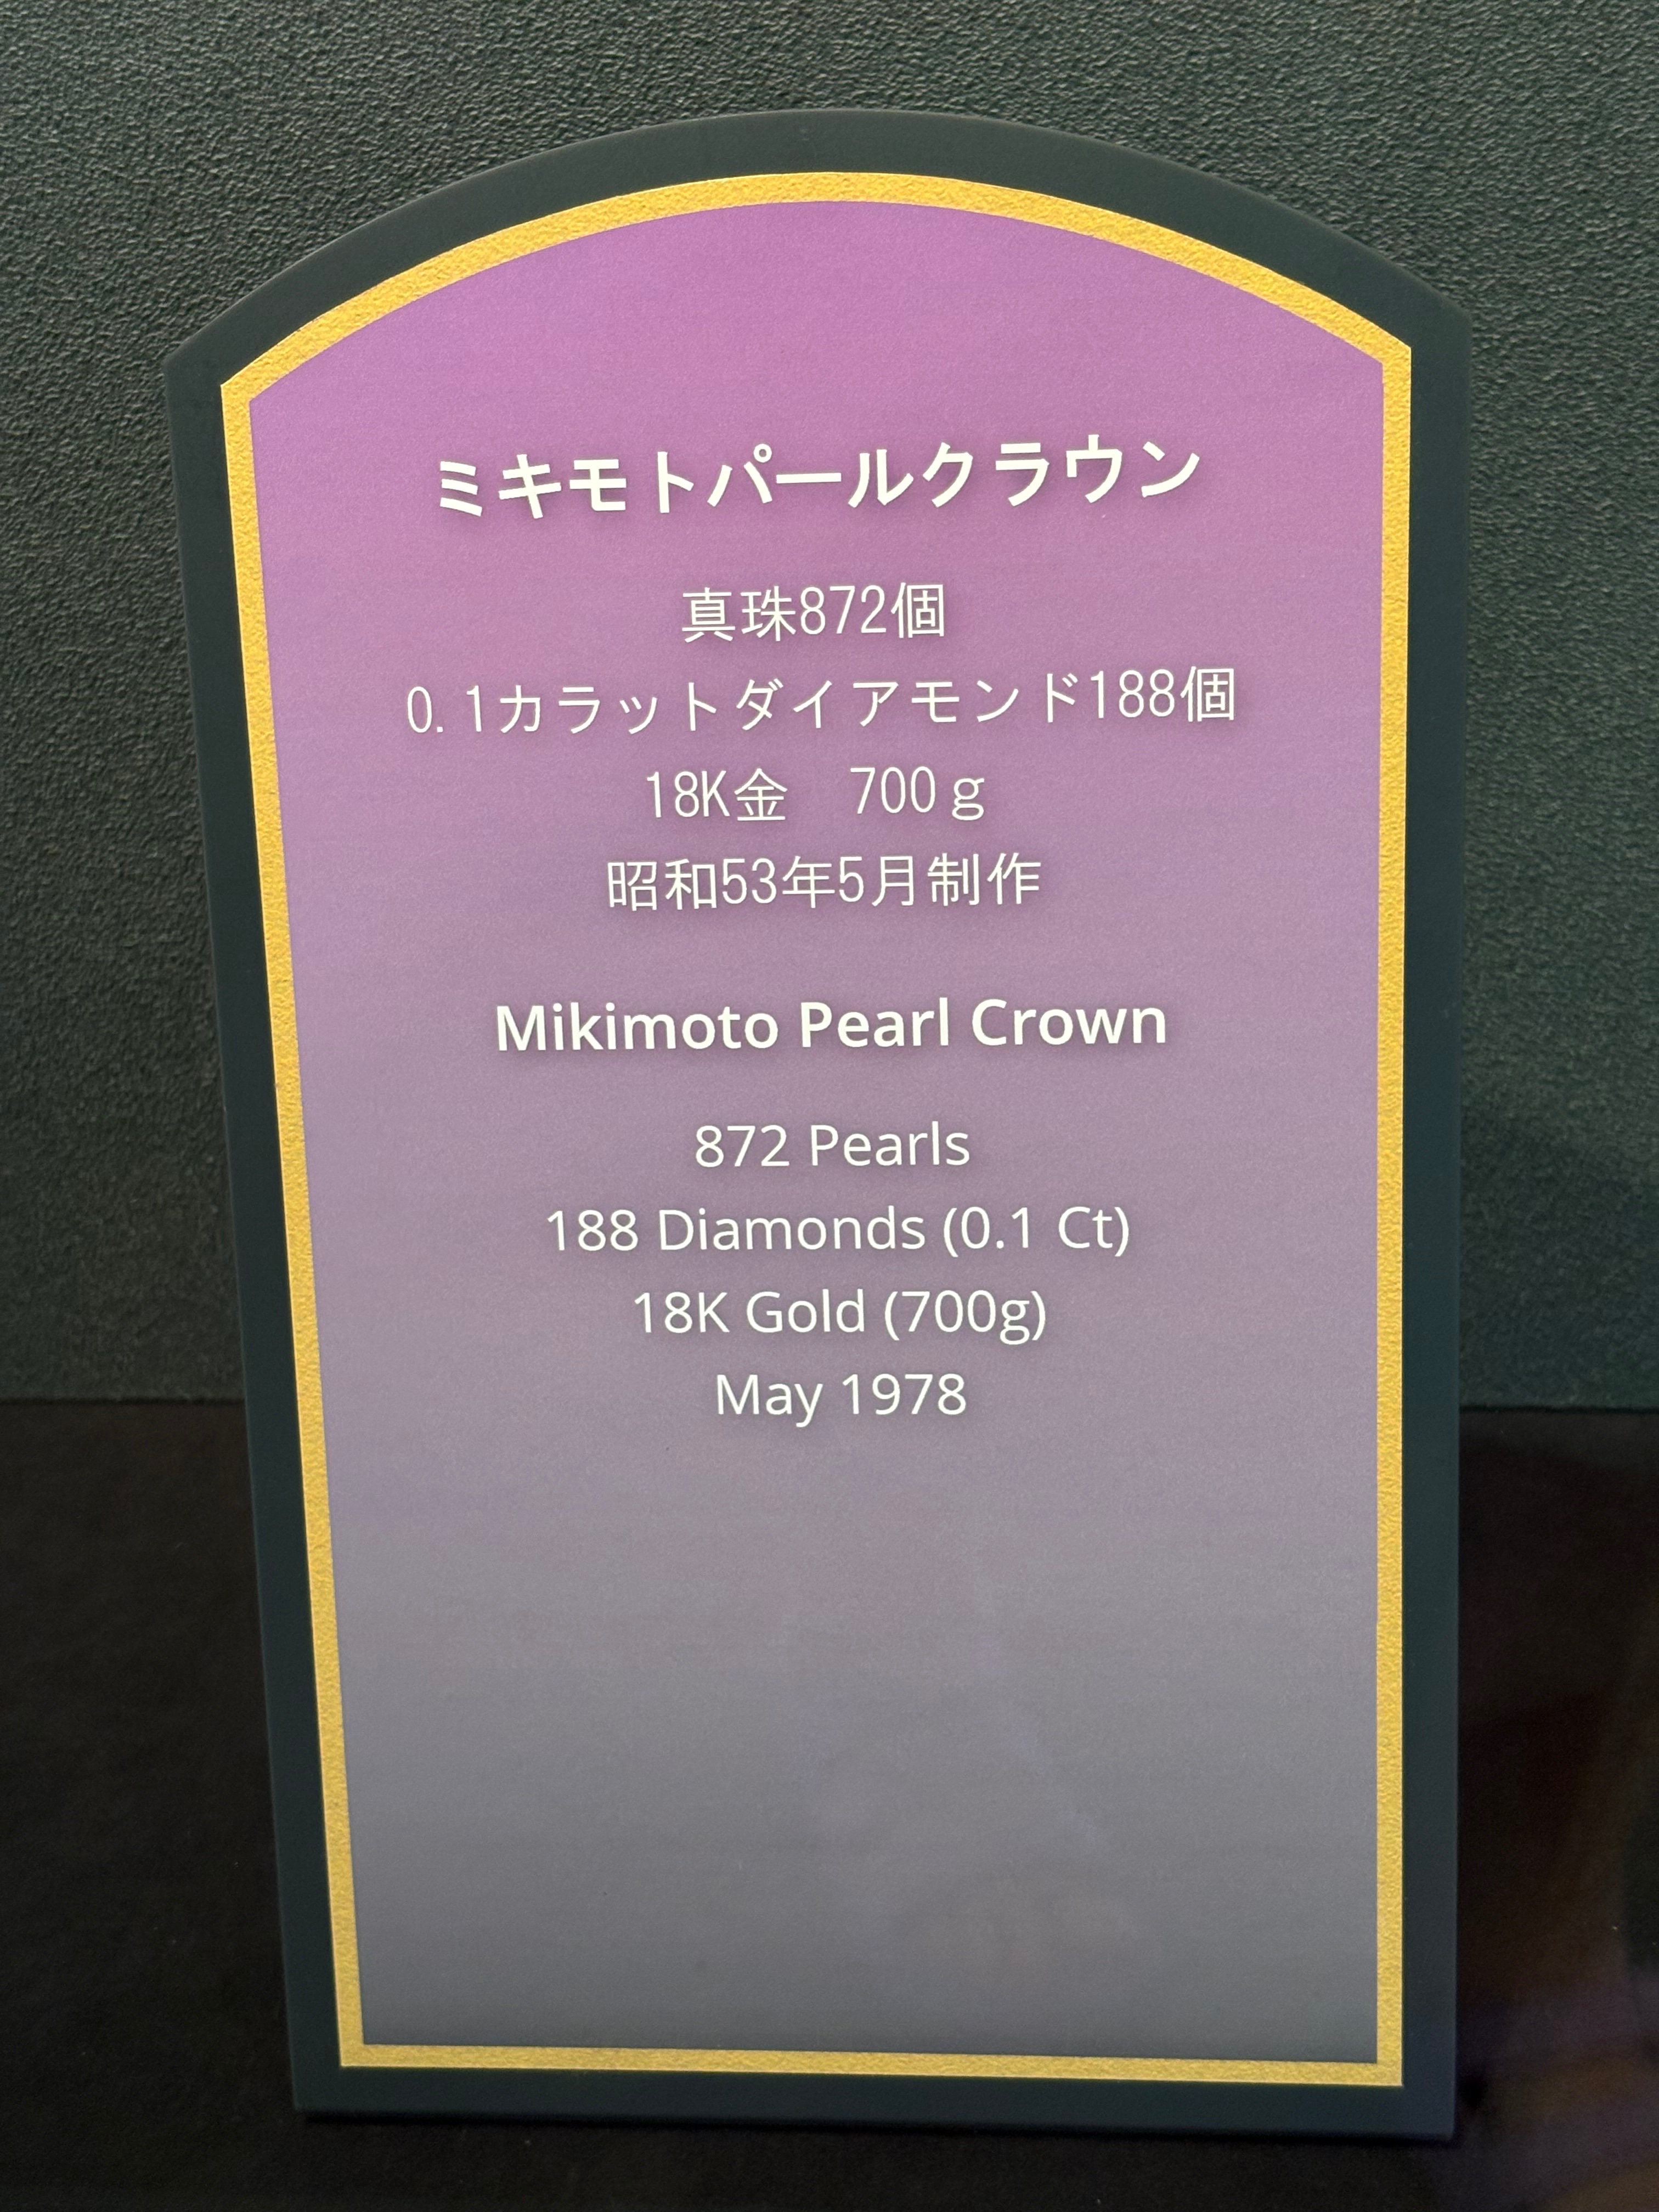 ミキモトパールクラウン
真珠872個
0.1カラットダイアモンド188個
18K金　700ｇ
昭和53年5月制作
Mikimoto Pearl Crown
872 Pearls
188 Diamonds (0.1 Ct)
18K Gold (700g)
May 1978